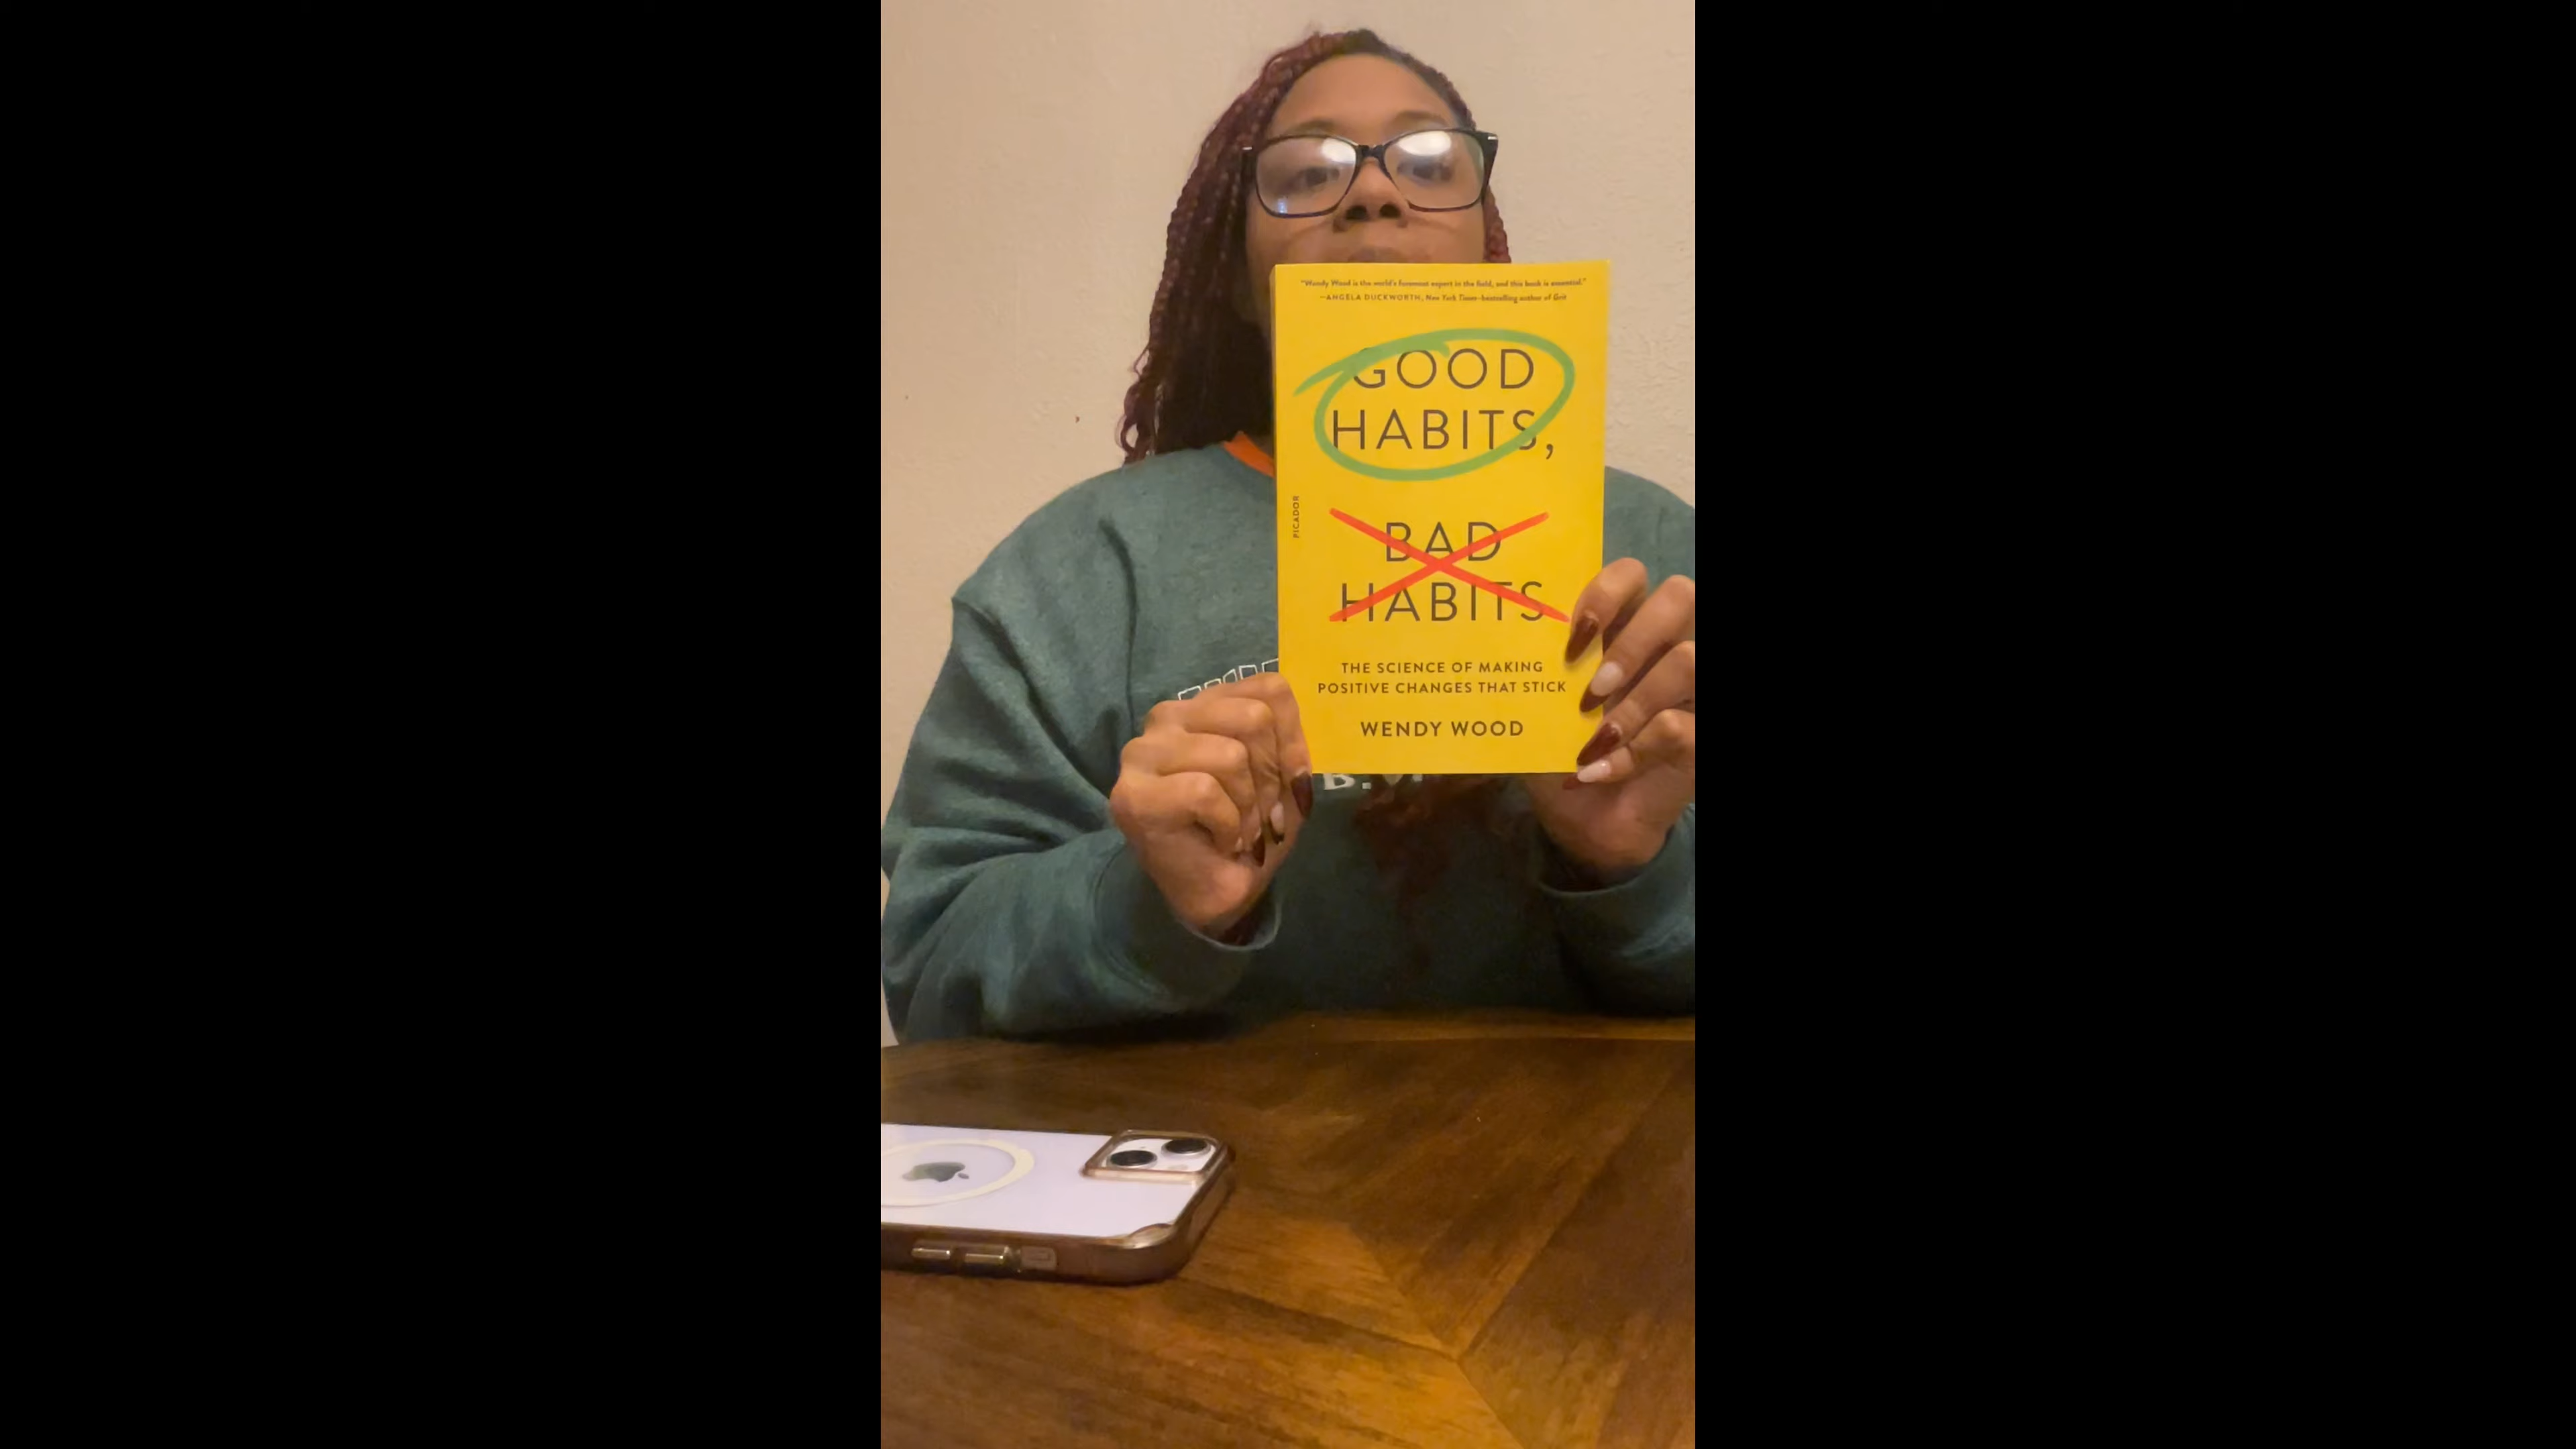 "Wendy Wood is the world's foremost expert in the field, and this book is essential."
—ANGELA DUCKWORTH, New York Times–bestselling author of Grit
GOOD
HABITS,
PICADOR
BAD
HABITS
THE SCIENCE OF MAKING
POSITIVE CHANGES THAT STICK
WENDY WOOD
B.